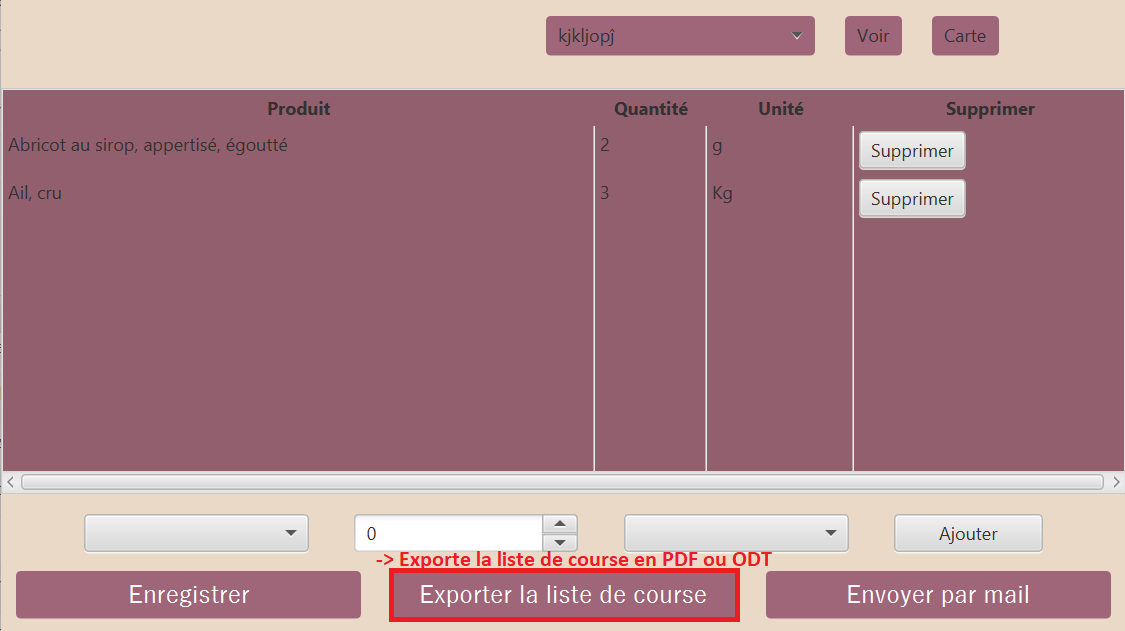 kjkljopĵ Voir Carte
Produit Quantité Unité Supprimer
Abricot au sirop, appertisé, égoutté 2 g Supprimer
Ail, cru 3 Kg Supprimer
0 Ajouter
-> Exporte la liste de course en PDF ou ODT
Enregistrer Exporter la liste de course Envoyer par mail